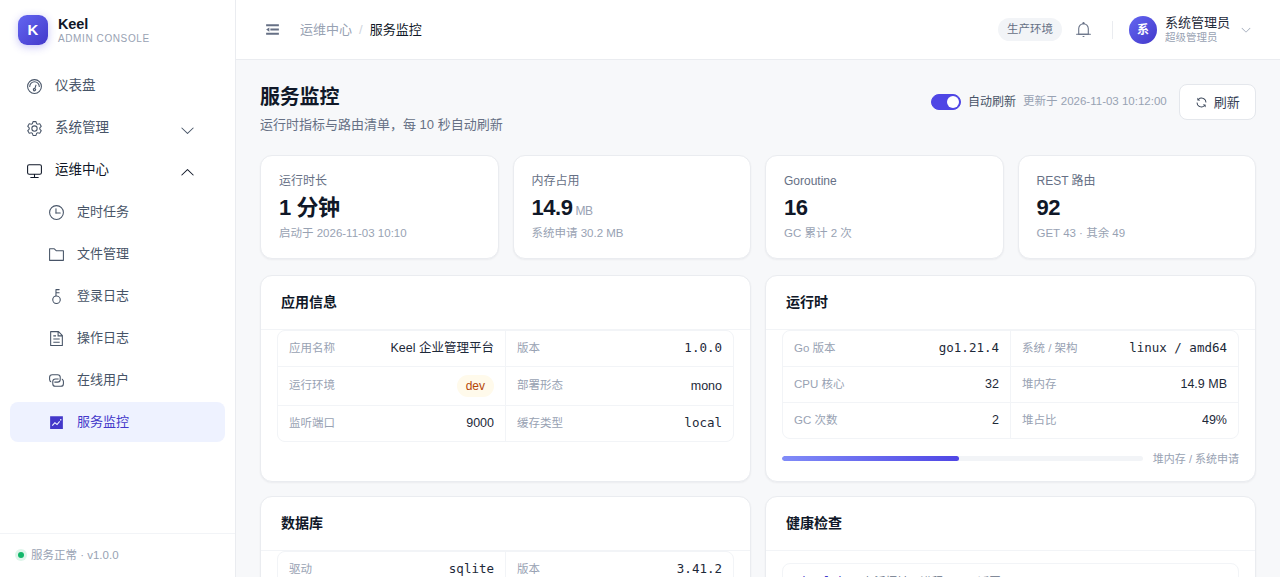 K
Keel
ADMIN CONSOLE
仪表盘
系统管理
运维中心
定时任务
文件管理
登录日志
操作日志
在线用户
服务监控
服务正常 · v1.0.0
运维中心 / 服务监控
生产环境
系
系统管理员
超级管理员
服务监控
运行时指标与路由清单，每 10 秒自动刷新
自动刷新 更新于 2026-11-03 10:12:00
刷新
运行时长
1 分钟
启动于 2026-11-03 10:10
内存占用
14.9 MB
系统申请 30.2 MB
Goroutine
16
GC 累计 2 次
REST 路由
92
GET 43 · 其余 49
应用信息
应用名称 Keel 企业管理平台 版本 1.0.0
运行环境 dev 部署形态 mono
监听端口 9000 缓存类型 local
运行时
Go 版本 go1.21.4 系统 / 架构 linux / amd64
CPU 核心 32 堆内存 14.9 MB
GC 次数 2 堆占比 49%
堆内存 / 系统申请
数据库
驱动 sqlite 版本 3.41.2
健康检查